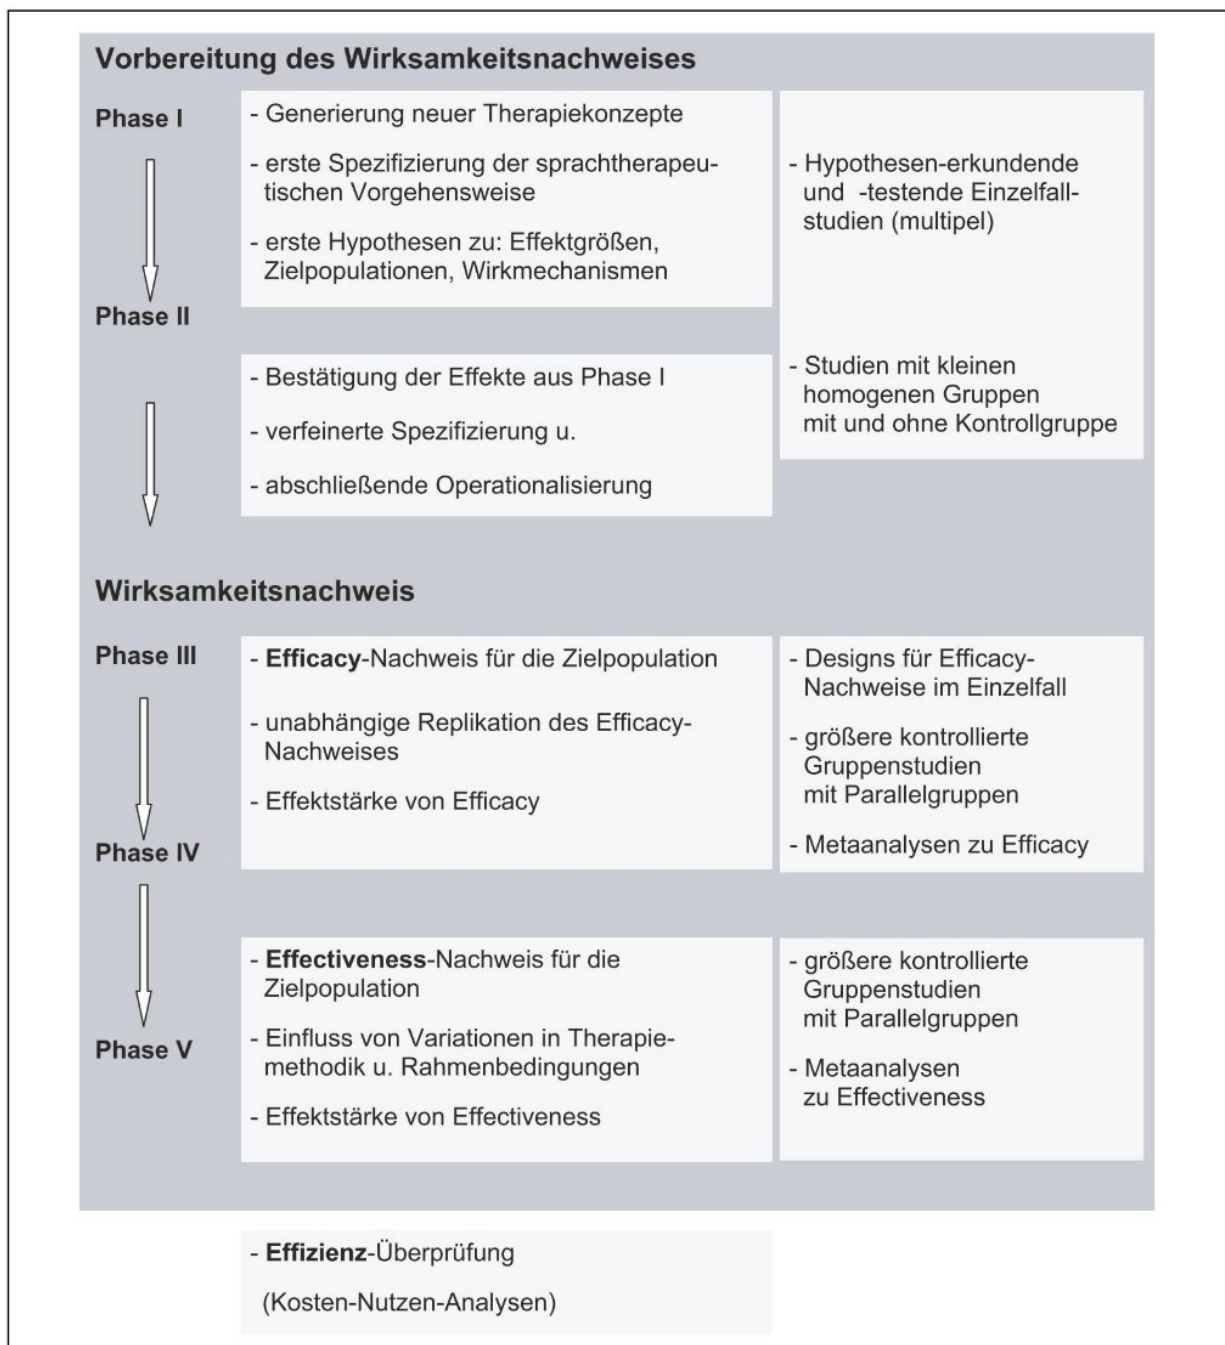 Vorbereitung des Wirksamkeitsnachweises
Phase I
- Generierung neuer Therapiekonzepte
- erste Spezifizierung der sprachtherapeu-
tischen Vorgehensweise
- erste Hypothesen zu: Effektgrößen,
Zielpopulationen, Wirkmechanismen
- Hypothesen-erkundende
und -testende Einzelfall-
studien (multipel)
Phase II
- Bestätigung der Effekte aus Phase I
- verfeinerte Spezifizierung u.
- abschließende Operationalisierung
- Studien mit kleinen
homogenen Gruppen
mit und ohne Kontrollgruppe
Wirksamkeitsnachweis
Phase III
- Efficacy-Nachweis für die Zielpopulation
- unabhängige Replikation des Efficacy-
Nachweises
- Effektstärke von Efficacy
- Designs für Efficacy-
Nachweise im Einzelfall
- größere kontrollierte
Gruppenstudien
mit Parallelgruppen
- Metaanalysen zu Efficacy
Phase IV
- Effectiveness-Nachweis für die
Zielpopulation
- Einfluss von Variationen in Therapie-
methodik u. Rahmenbedingungen
- Effektstärke von Effectiveness
- größere kontrollierte
Gruppenstudien
mit Parallelgruppen
- Metaanalysen
zu Effectiveness
Phase V
- Effizienz-Überprüfung
(Kosten-Nutzen-Analysen)